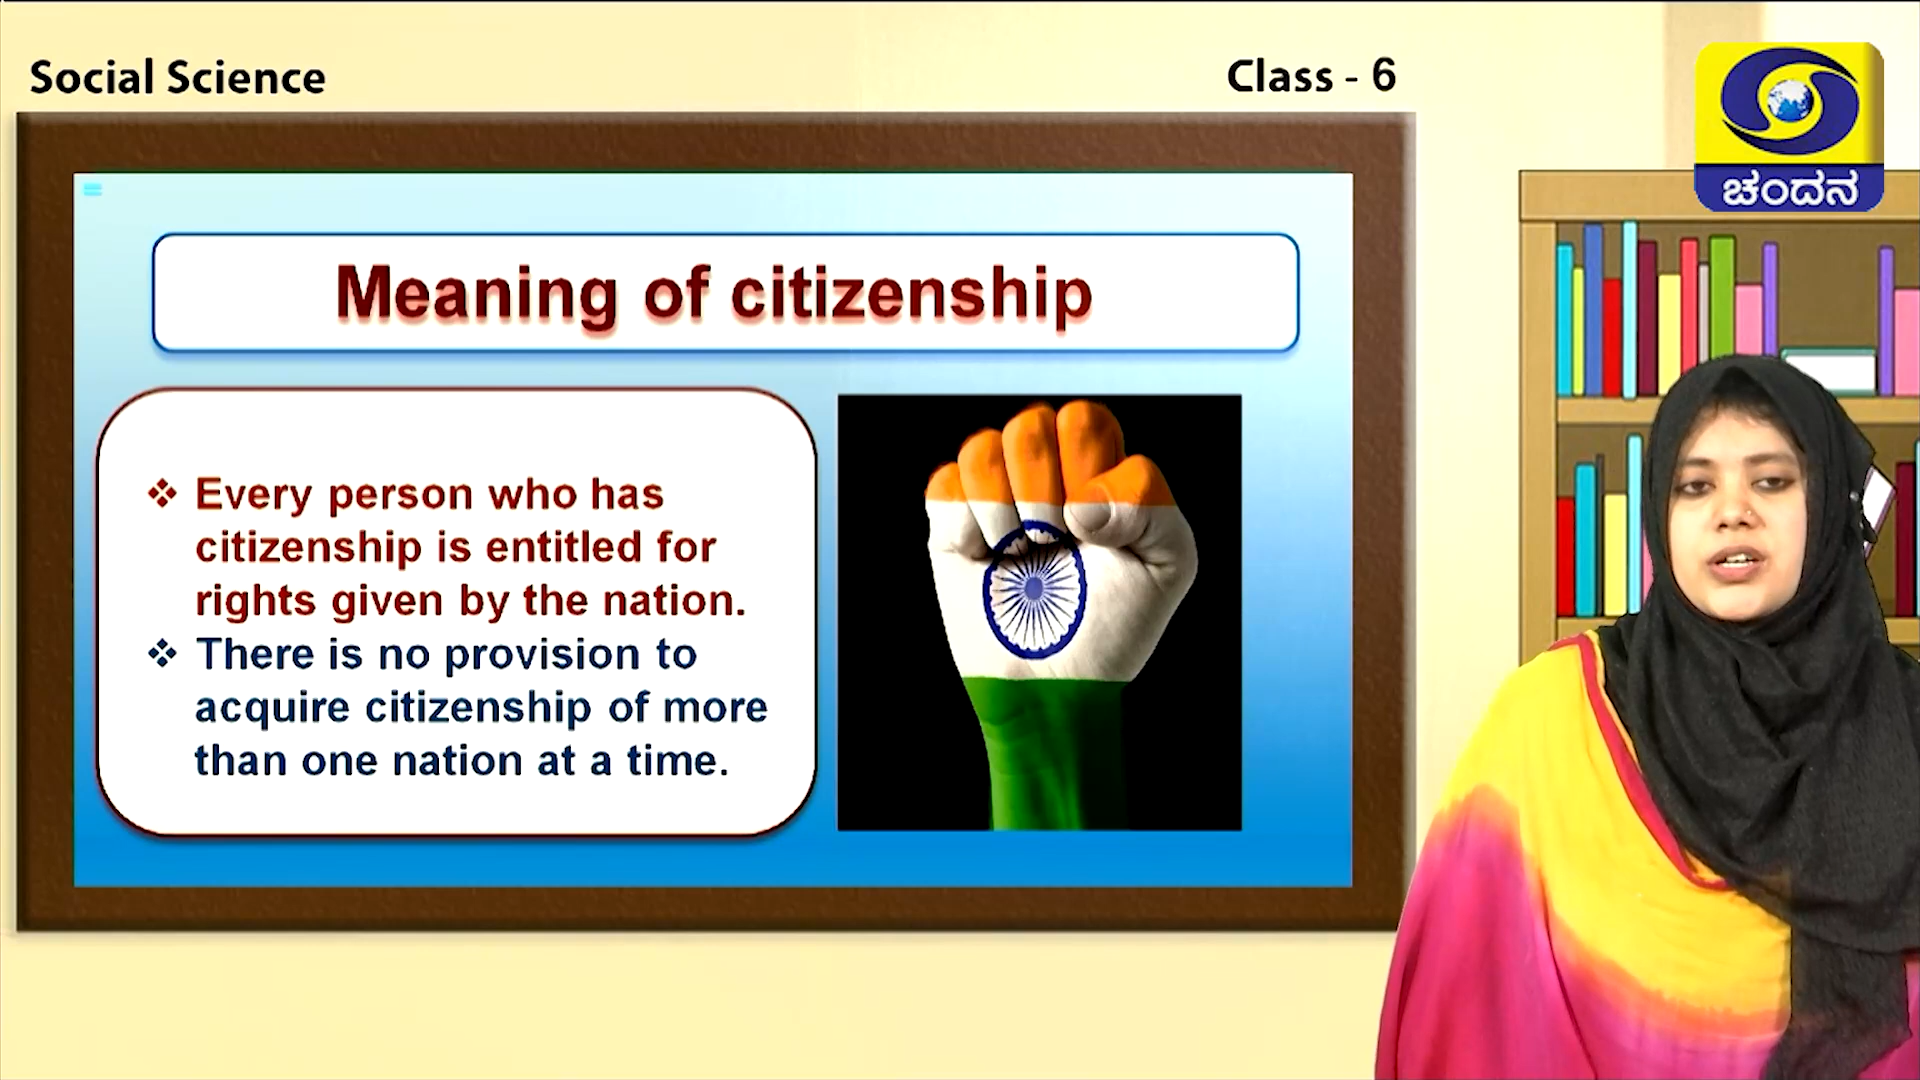 Social Science
Class - 6
ಚಂದನ
Meaning of citizenship
❖ Every person who has
citizenship is entitled for
rights given by the nation.
❖ There is no provision to
acquire citizenship of more
than one nation at a time.